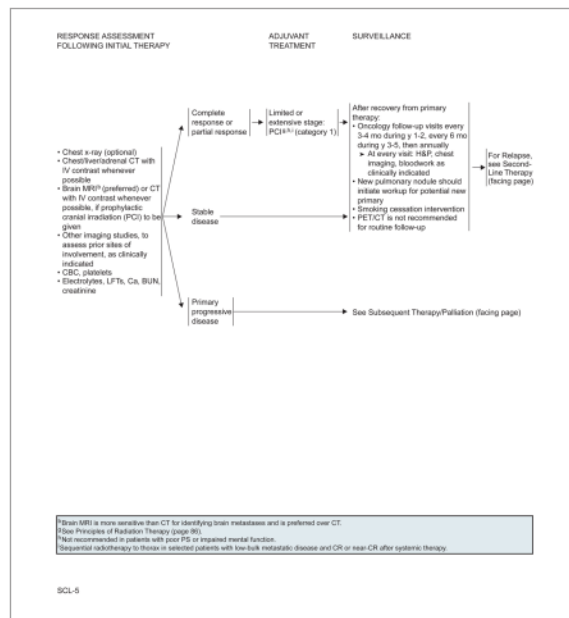 RESPONSE ASSESSMENT
FOLLOWING INITIAL THERAPY
ADJUVANT
TREATMENT
SURVEILLANCE
• Chest x-ray (optional)
• Chest/liver/adrenal CT with
IV contrast whenever
possible
• Brain MRI (preferred) or CT
with IV contrast whenever
possible, if prophylactic
cranial irradiation (PCI) to be
given
• Other imaging studies, to
assess prior sites of
involvement, as clinically
indicated
• CBC, platelets
• Electrolytes, LFTs, Ca, BUN,
creatinine
Complete
response or
partial response
Limited or
extensive stage:
PCI (category 1)
Stable
disease
After recovery from primary
therapy:
• Oncology follow-up visits every
3-4 mo during y 1-2, every 6 mo
during y 3-5, then annually
➤ At every visit: H&P, chest
imaging, bloodwork as
clinically indicated
• New pulmonary nodule should
initiate workup for potential new
primary
• Smoking cessation intervention
• PET/CT is not recommended
for routine follow-up
For Relapse,
see Second-
Line Therapy
(facing page)
Primary
progressive
disease
See Subsequent Therapy/Palliation (facing page)
Brain MRI is more sensitive than CT for identifying brain metastases and is preferred over CT.
See Principles of Radiation Therapy (page 86).
Not recommended in patients with poor PS or impaired mental function.
Sequential radiotherapy to thorax in selected patients with low-bulk metastatic disease and CR or near-CR after systemic therapy.
SCL-5